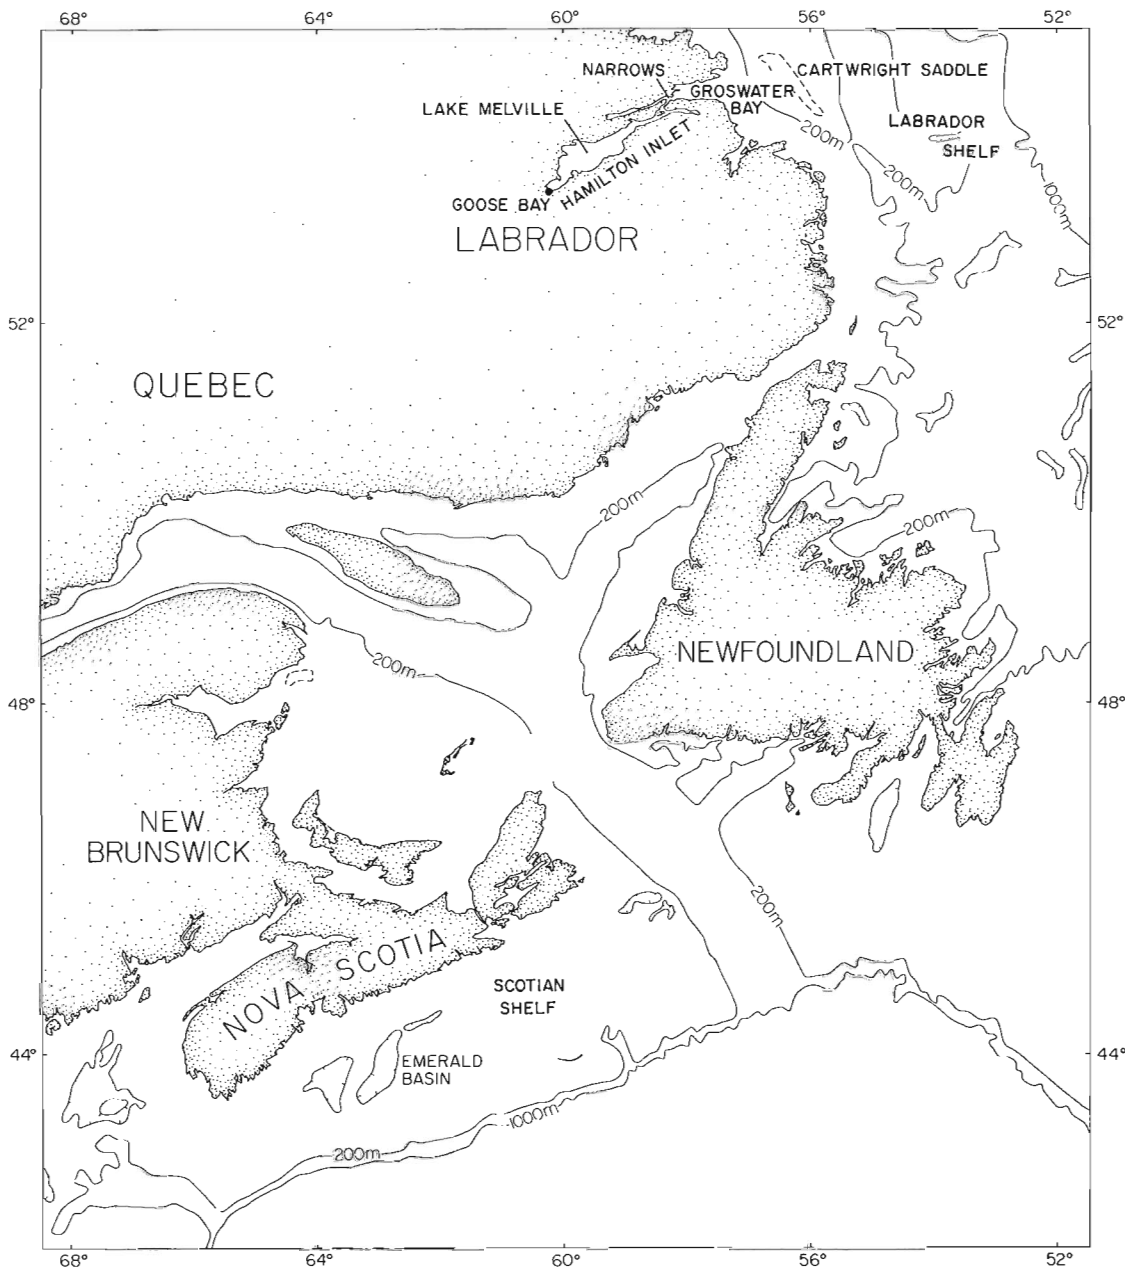 68° 64° 60° 56° 52°
NARROWS
CARTWRIGHT SADDLE
GROSWATER
BAY
LAKE MELVILLE
LABRADOR
SHELF
200m
HAMILTON INLET
200m
1000m
GOOSE BAY
LABRADOR
52° 52°
QUEBEC
200m
200m
NEWFOUNDLAND
200m
48° 48°
NEW
BRUNSWICK
200m
NOVA SCOTIA
SCOTIAN
SHELF
44° 44°
EMERALD
BASIN
1000m
200m
68° 64° 60° 56° 52°